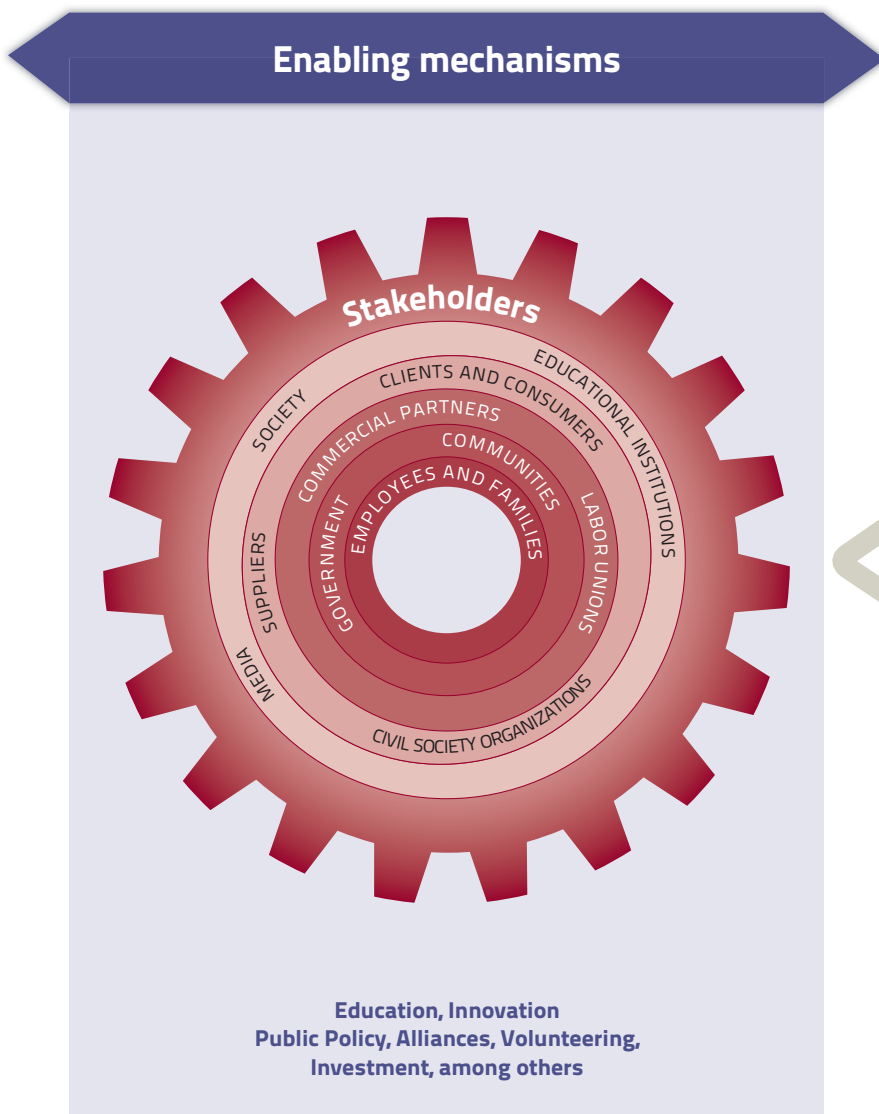 Enabling mechanisms
Stakeholders
EDUCATIONAL INSTITUTIONS
SOCIETY
MEDIA
CLIENTS AND CONSUMERS
SUPPLIERS
CIVIL SOCIETY ORGANIZATIONS
COMMERCIAL PARTNERS
LABOR UNIONS
COMMUNITIES
GOVERNMENT
EMPLOYEES AND FAMILIES
Education, Innovation
Public Policy, Alliances, Volunteering,
Investment, among others